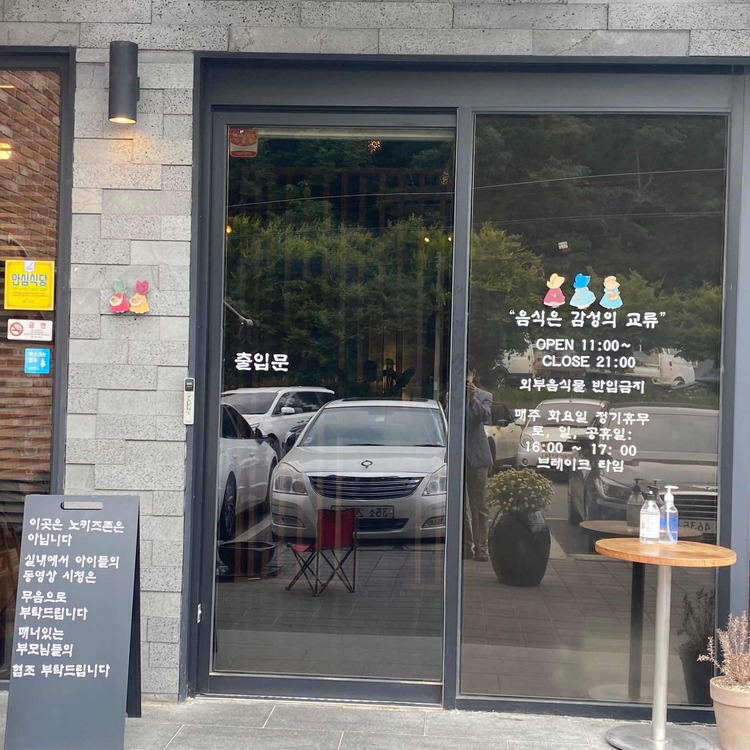 안심식당
금연
출입문
"음식은 감성의 교류"
OPEN 11:00~
CLOSE 21:00
외부음식물 반입금지
매주 화요일 정기휴무
토, 일, 공휴일:
16:00 ~ 17: 00
브레이크 타임
이곳은 노키즈존은
아닙니다
실내에서 아이들의
동영상 시청은
무음으로
부탁드립니다
매너있는
부모님들의
협조 부탁드립니다